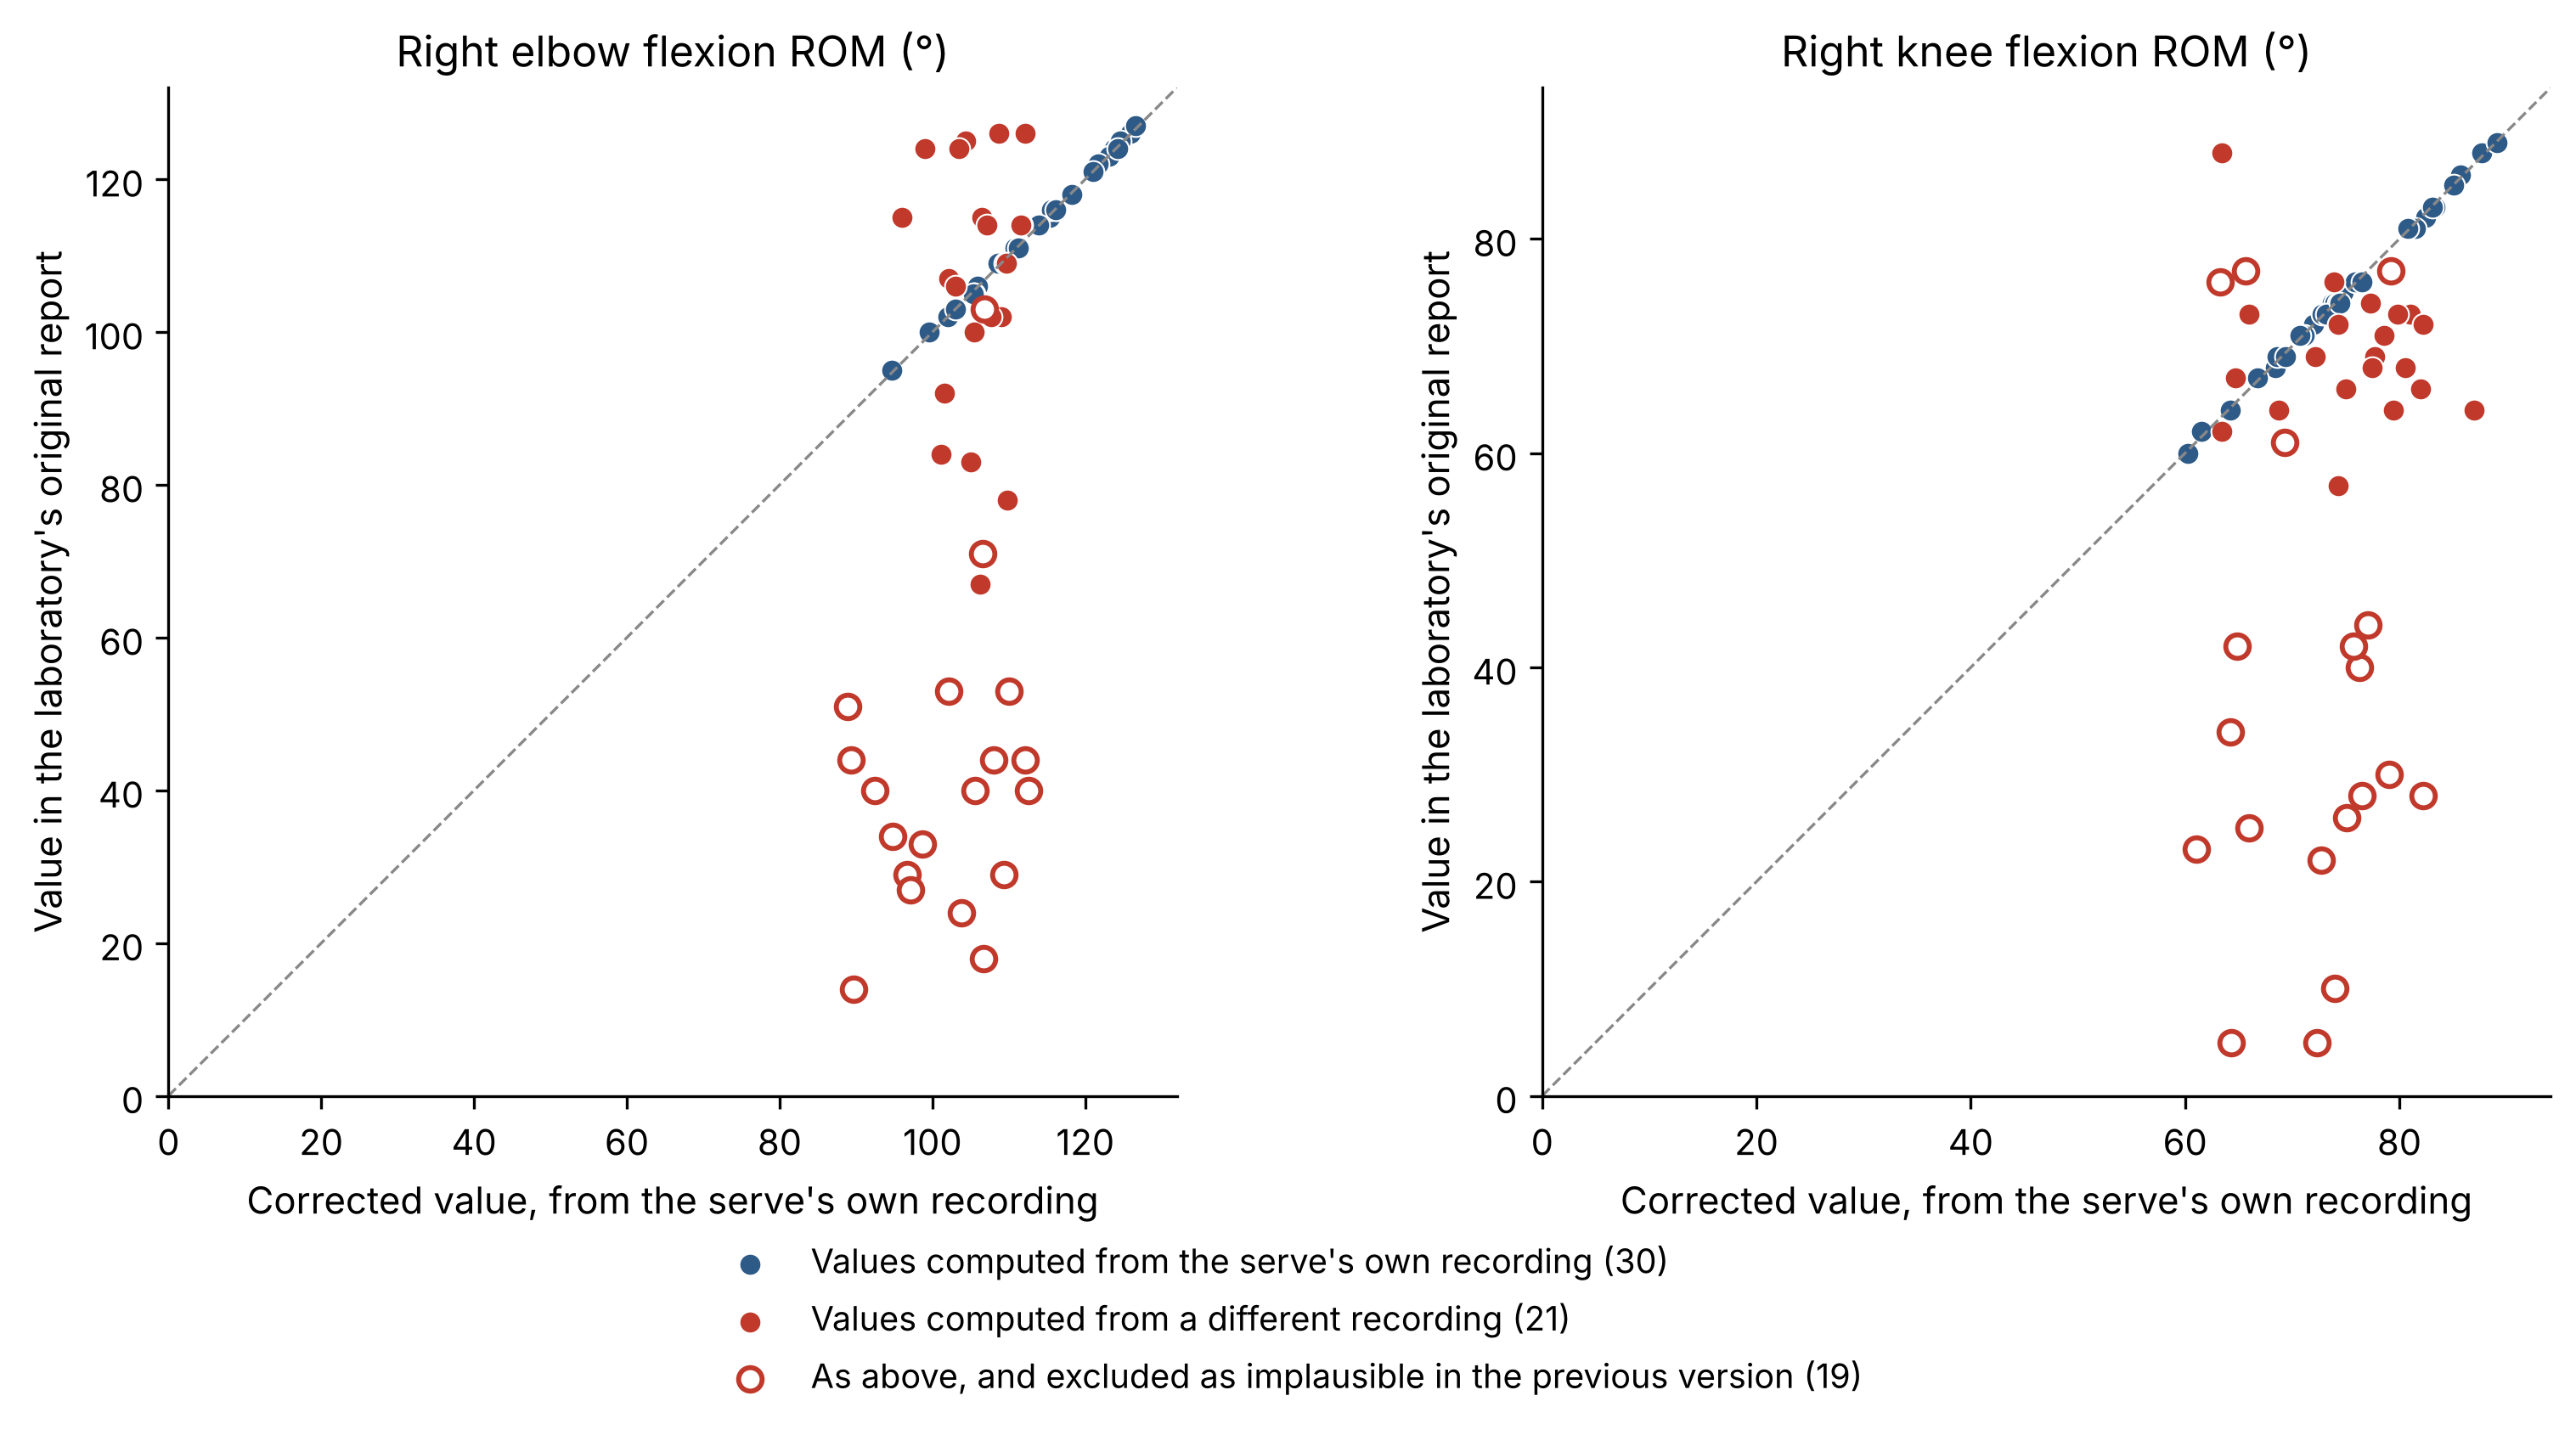 Right elbow flexion ROM (°)
Value in the laboratory's original report
120
100
80
60
40
20
0
0 20 40 60 80 100 120
Corrected value, from the serve's own recording
Right knee flexion ROM (°)
Value in the laboratory's original report
80
60
40
20
0
0 20 40 60 80
Corrected value, from the serve's own recording
Values computed from the serve's own recording (30)
Values computed from a different recording (21)
As above, and excluded as implausible in the previous version (19)